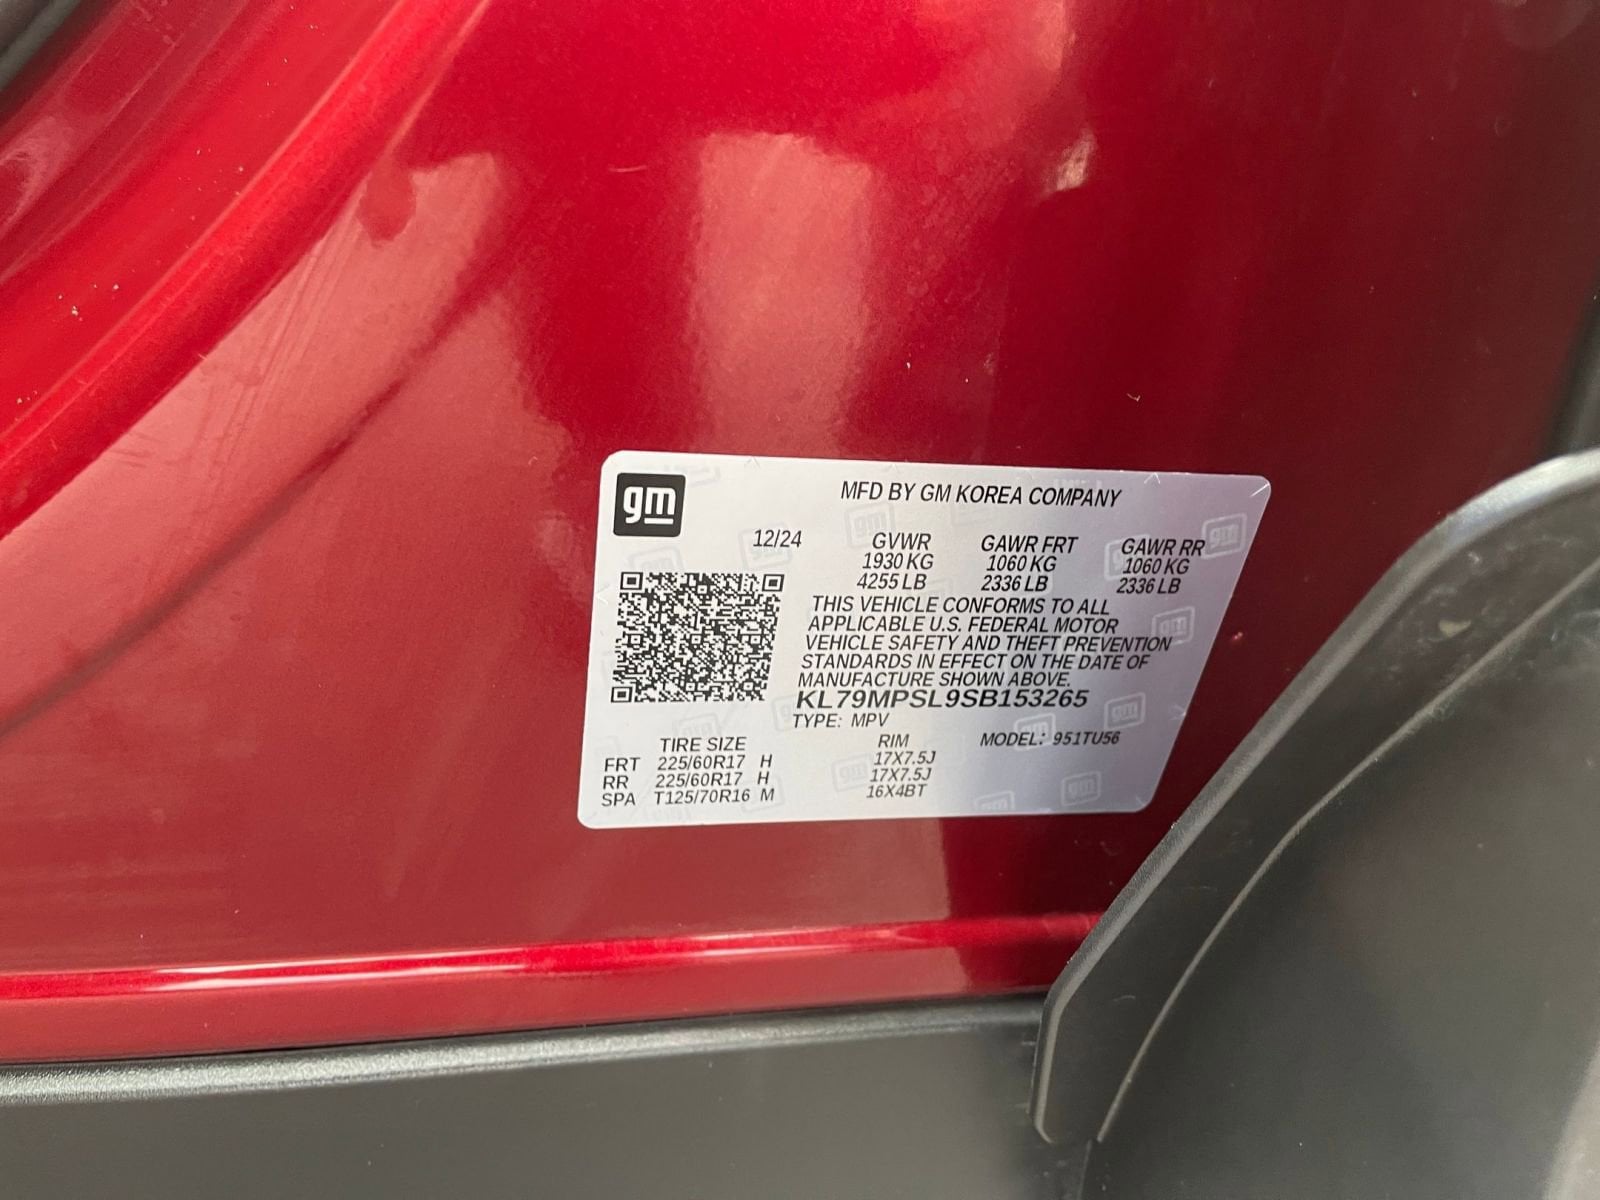 gm
MFD BY GM KOREA COMPANY
12/24 GVWR GAWR FRT GAWR RR
1930 KG 1060 KG 1060 KG
4255 LB 2336 LB 2336 LB
THIS VEHICLE CONFORMS TO ALL
APPLICABLE U.S. FEDERAL MOTOR
VEHICLE SAFETY AND THEFT PREVENTION
STANDARDS IN EFFECT ON THE DATE OF
MANUFACTURE SHOWN ABOVE.
KL79MPSL9SB153265
TYPE: MPV
TIRE SIZE RIM MODEL: 951TU56
FRT 225/60R17 H 17X7.5J
RR 225/60R17 H 17X7.5J
SPA T125/70R16 M 16X4BT